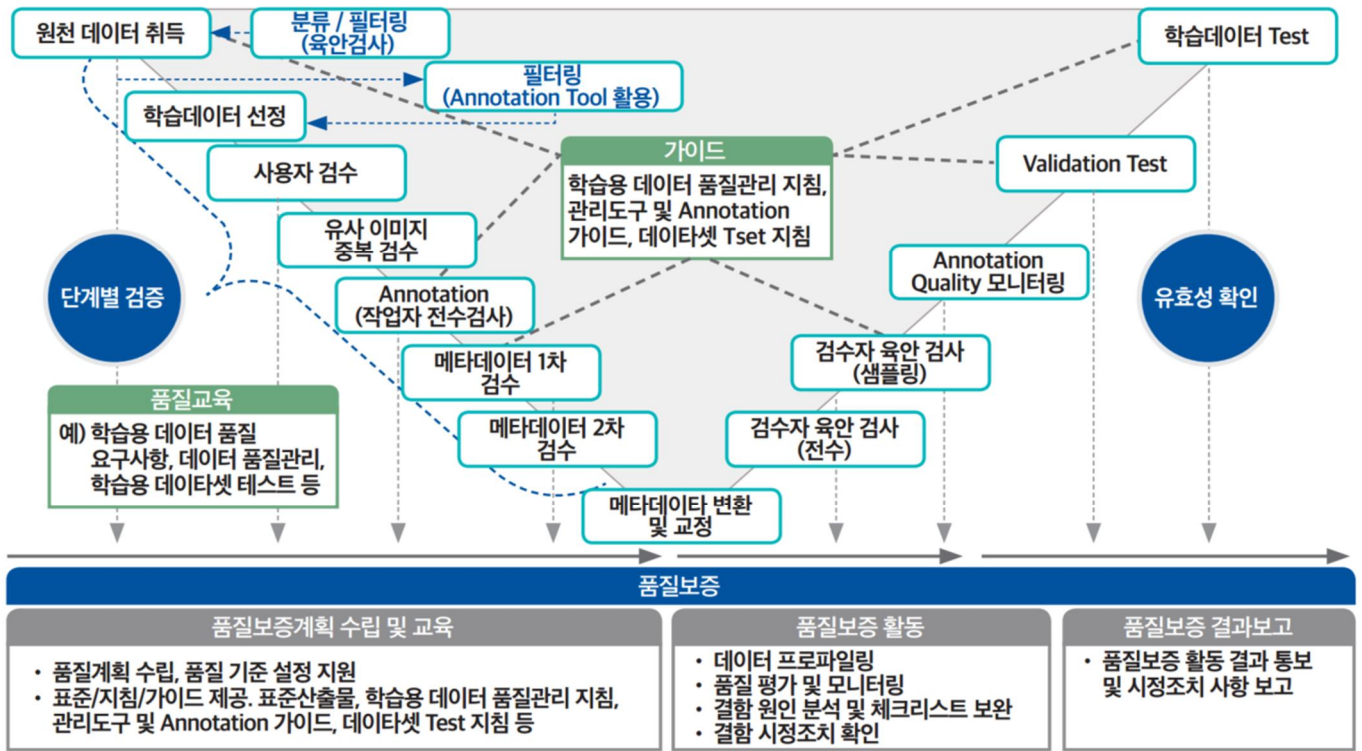 원천 데이터 취득
분류 / 필터링
(육안검사)
학습데이터 Test
필터링
(Annotation Tool 활용)
학습데이터 선정
가이드
학습용 데이터 품질관리 지침,
관리도구 및 Annotation
가이드, 데이타셋 Tset 지침
사용자 검수
Validation Test
유사 이미지
중복 검수
Annotation
Quality 모니터링
단계별 검증
유효성 확인
Annotation
(작업자 전수검사)
메타데이터 1차
검수
검수자 육안 검사
(샘플링)
품질교육
예) 학습용 데이터 품질
요구사항, 데이터 품질관리,
학습용 데이타셋 테스트 등
메타데이터 2차
검수
검수자 육안 검사
(전수)
메타데이타 변환
및 교정
품질보증
품질보증계획 수립 및 교육
· 품질계획 수립, 품질 기준 설정 지원
· 표준/지침/가이드 제공. 표준산출물, 학습용 데이터 품질관리 지침,
관리도구 및 Annotation 가이드, 데이타셋 Test 지침 등
품질보증 활동
· 데이터 프로파일링
· 품질 평가 및 모니터링
· 결함 원인 분석 및 체크리스트 보완
· 결함 시정조치 확인
품질보증 결과보고
· 품질보증 활동 결과 통보
및 시정조치 사항 보고